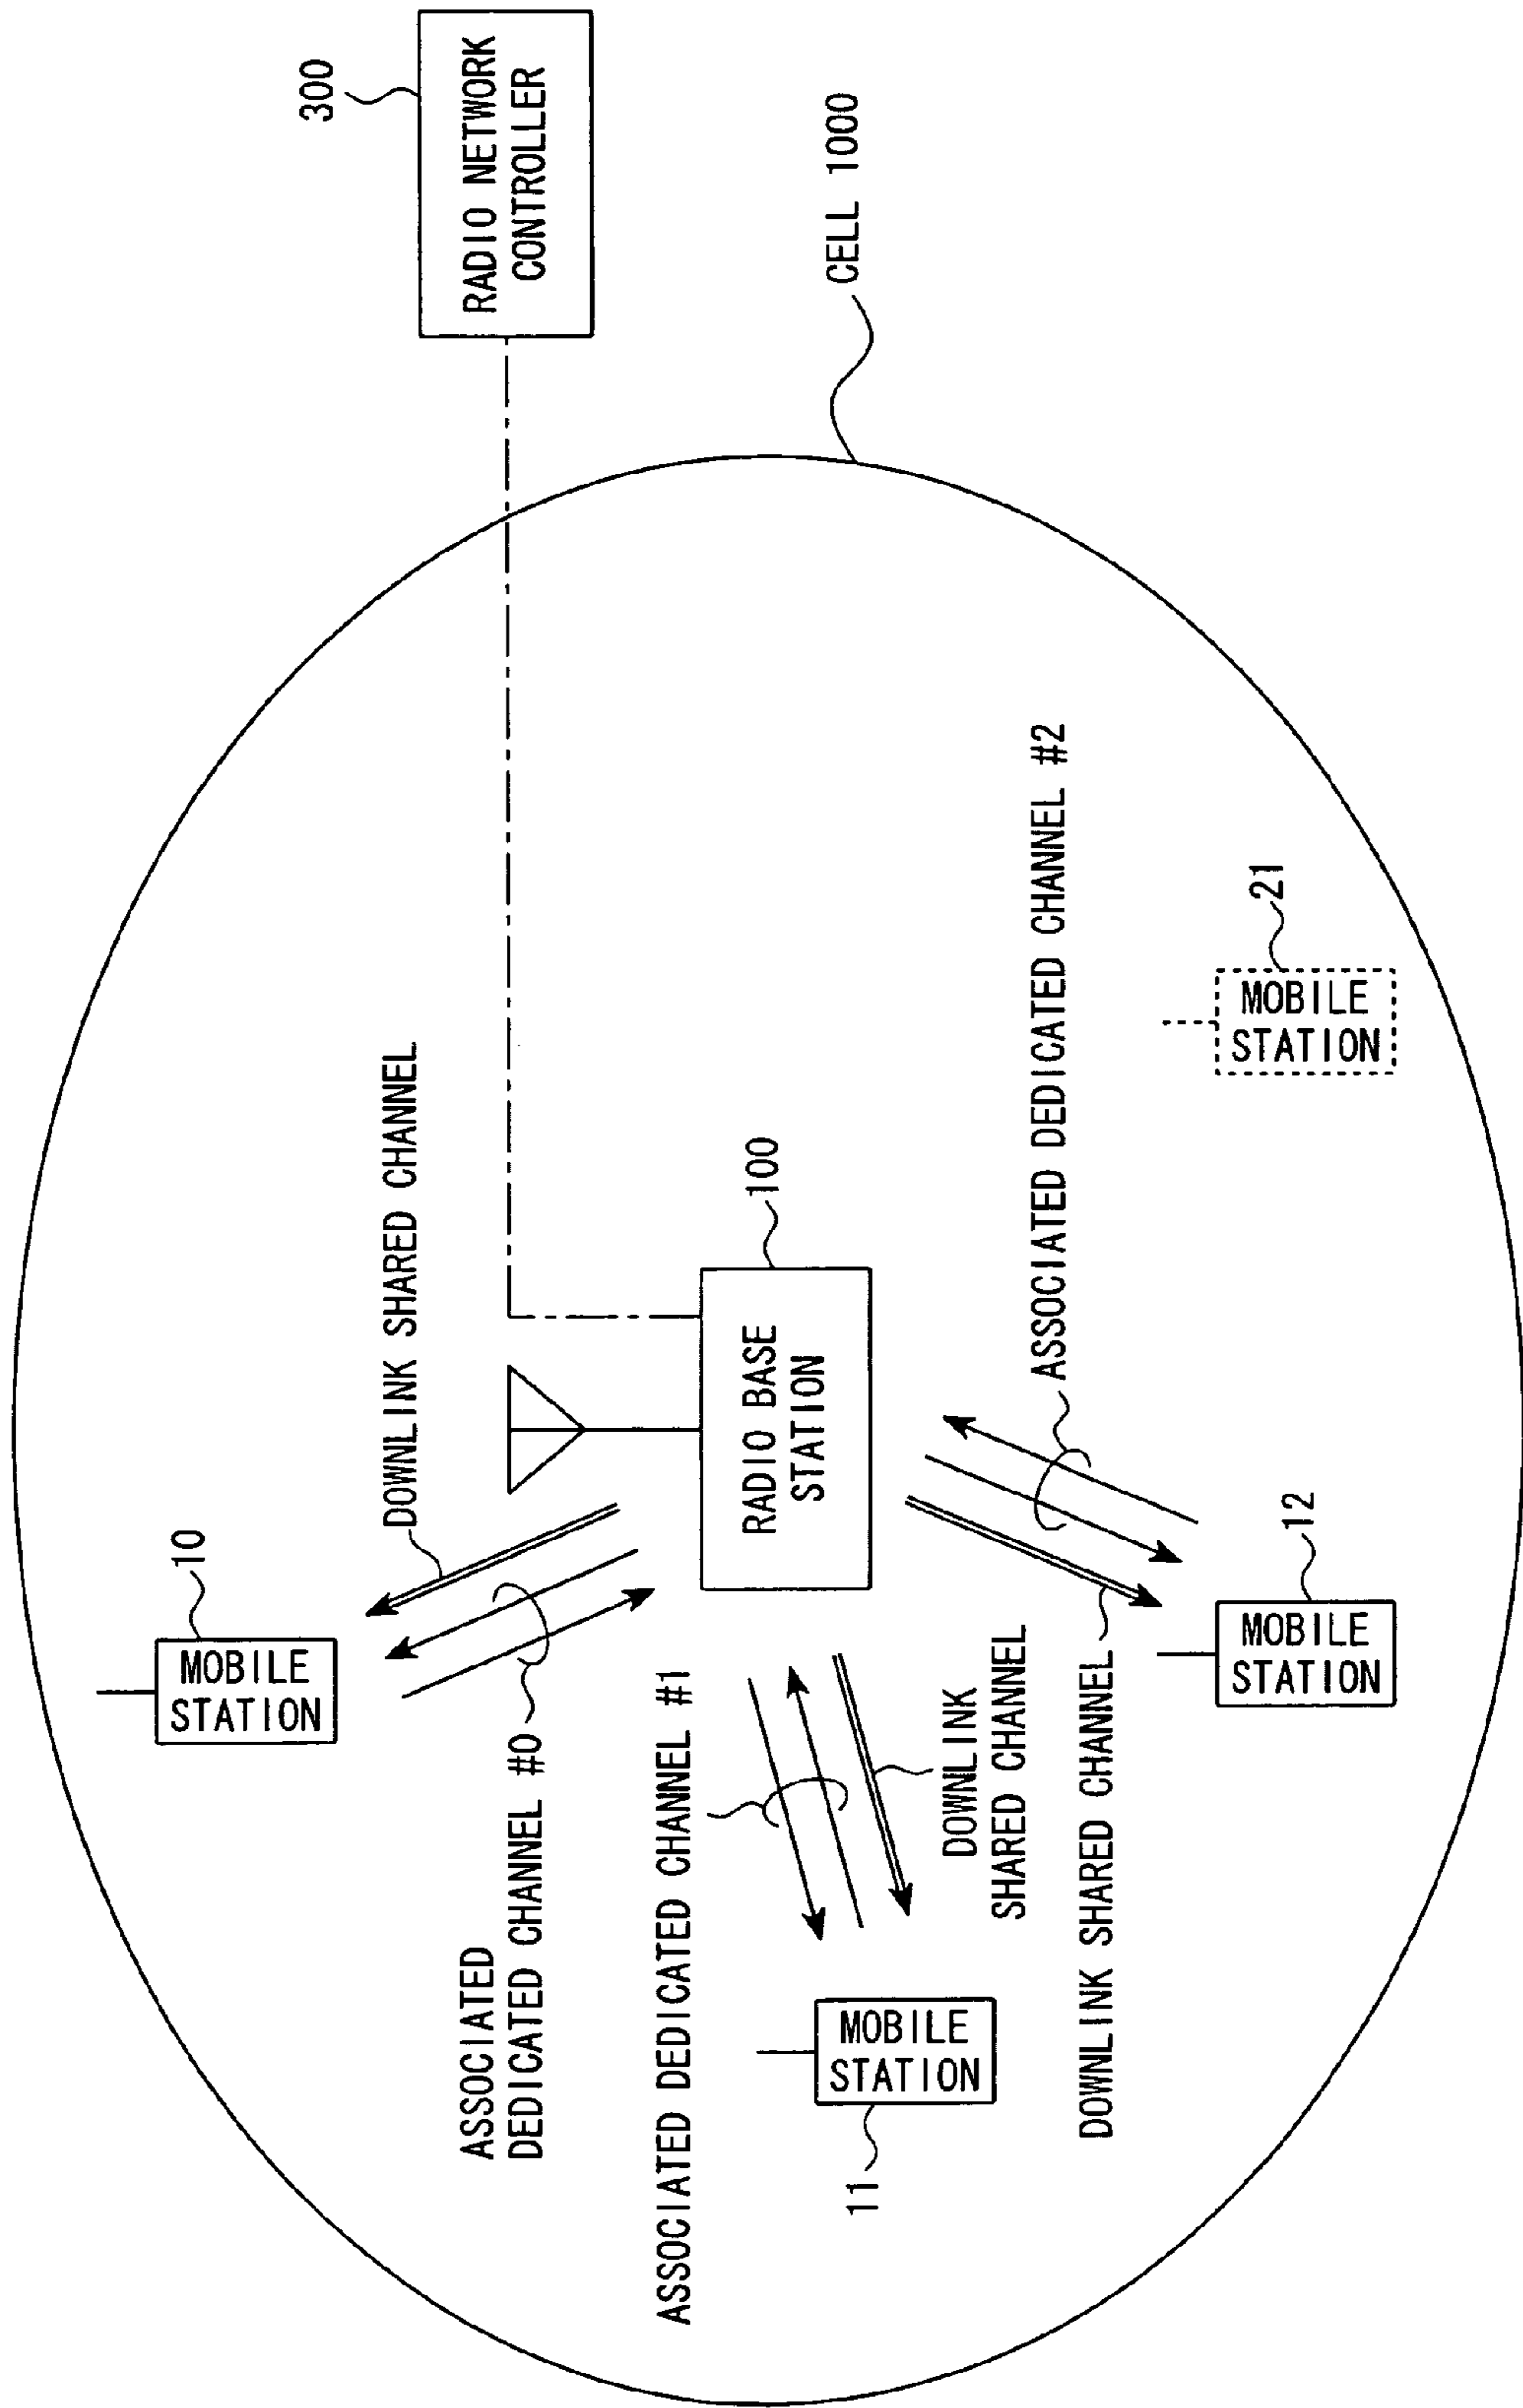 300
RADIO NETWORK
CONTROLLER
CELL 1000
10
MOBILE
STATION
DOWNLINK SHARED CHANNEL
ASSOCIATED
DEDICATED CHANNEL #0
100
RADIO BASE
STATION
ASSOCIATED DEDICATED CHANNEL #1
MOBILE
STATION
11
DOWNLINK
SHARED CHANNEL
ASSOCIATED DEDICATED CHANNEL #2
DOWNLINK SHARED CHANNEL
12
MOBILE
STATION
21
MOBILE
STATION